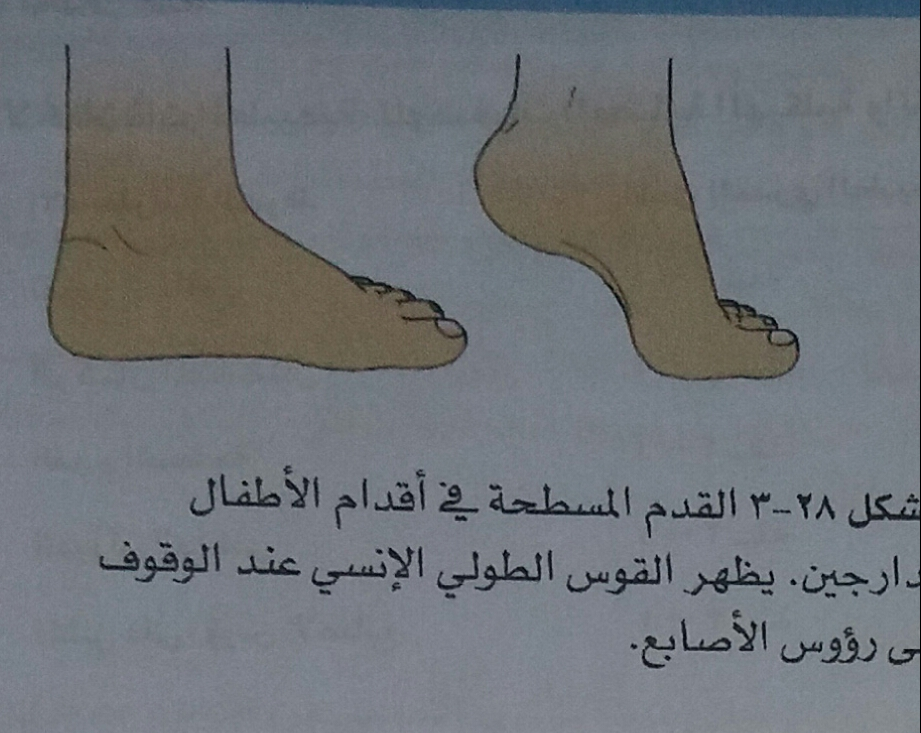 شكل ٢٨-٣ القدم المسطحة في أقدام الأطفال
دارجين. يظهر القوس الطولي الإنسي عند الوقوف
ى رؤوس الأصابع.